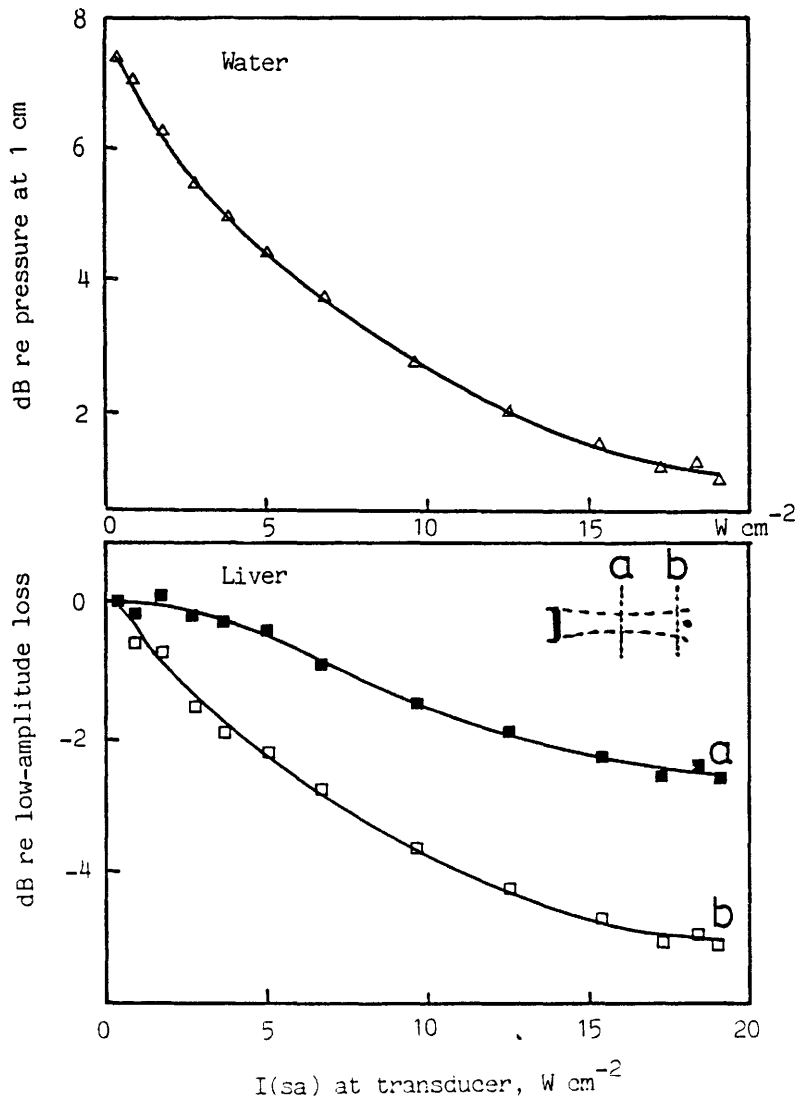 8
Water
6
4
2
dB re pressure at 1 cm
0 5 10 15 W cm-2
Liver
a b
0
-2
a
-4
b
dB re low-amplitude loss
0 5 10 15 20
I(sa) at transducer, W cm-2